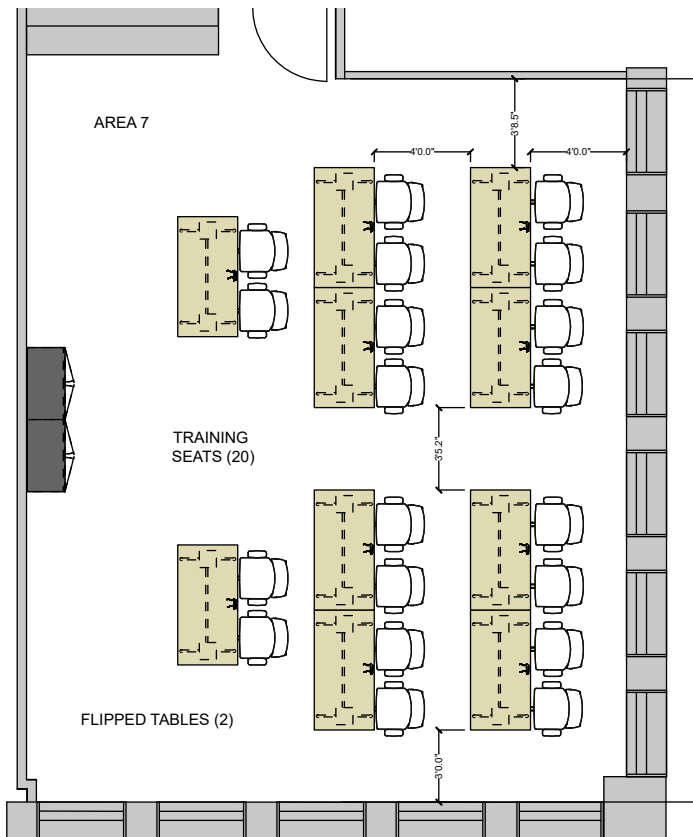 AREA 7
3'8.5"
4'0.0"
4'0.0"
TRAINING
SEATS (20)
3'5.2"
FLIPPED TABLES (2)
3'0.0"